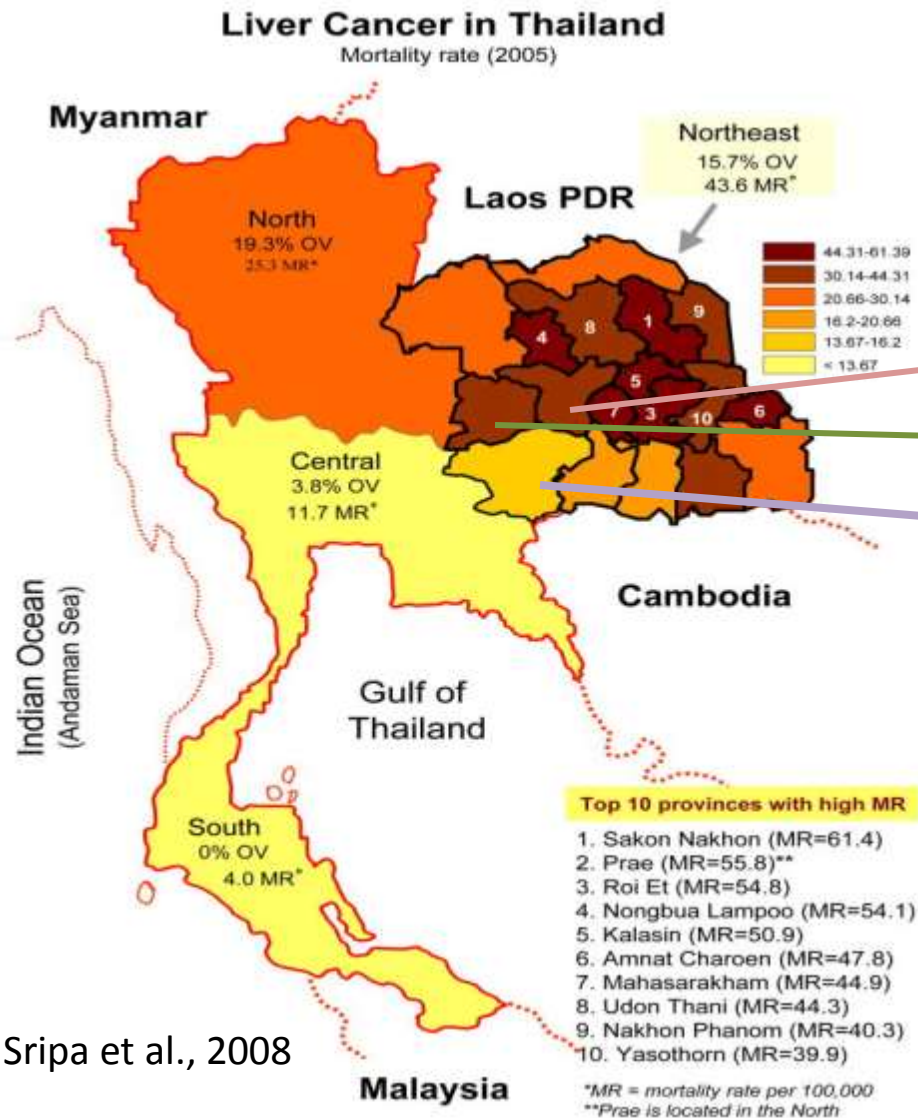 Liver Cancer in Thailand
Mortality rate (2005)
Myanmar
Northeast
15.7% OV
43.6 MR*
Laos PDR
North
19.3% OV
25.3 MR*
44.31-61.39
30.14-44.31
20.66-30.14
16.2-20.66
13.67-16.2
< 13.67
1
9
8
4
5
7
3
10
6
Central
3.8% OV
11.7 MR*
Cambodia
Indian Ocean
(Andaman Sea)
Gulf of
Thailand
South
0% OV
4.0 MR*
Top 10 provinces with high MR
1. Sakon Nakhon (MR=61.4)
2. Prae (MR=55.8)**
3. Roi Et (MR=54.8)
4. Nongbua Lampoo (MR=54.1)
5. Kalasin (MR=50.9)
6. Amnat Charoen (MR=47.8)
7. Mahasarakham (MR=44.9)
8. Udon Thani (MR=44.3)
9. Nakhon Phanom (MR=40.3)
10. Yasothorn (MR=39.9)
Sripa et al., 2008
Malaysia
*MR = mortality rate per 100,000
**Prae is located in the North